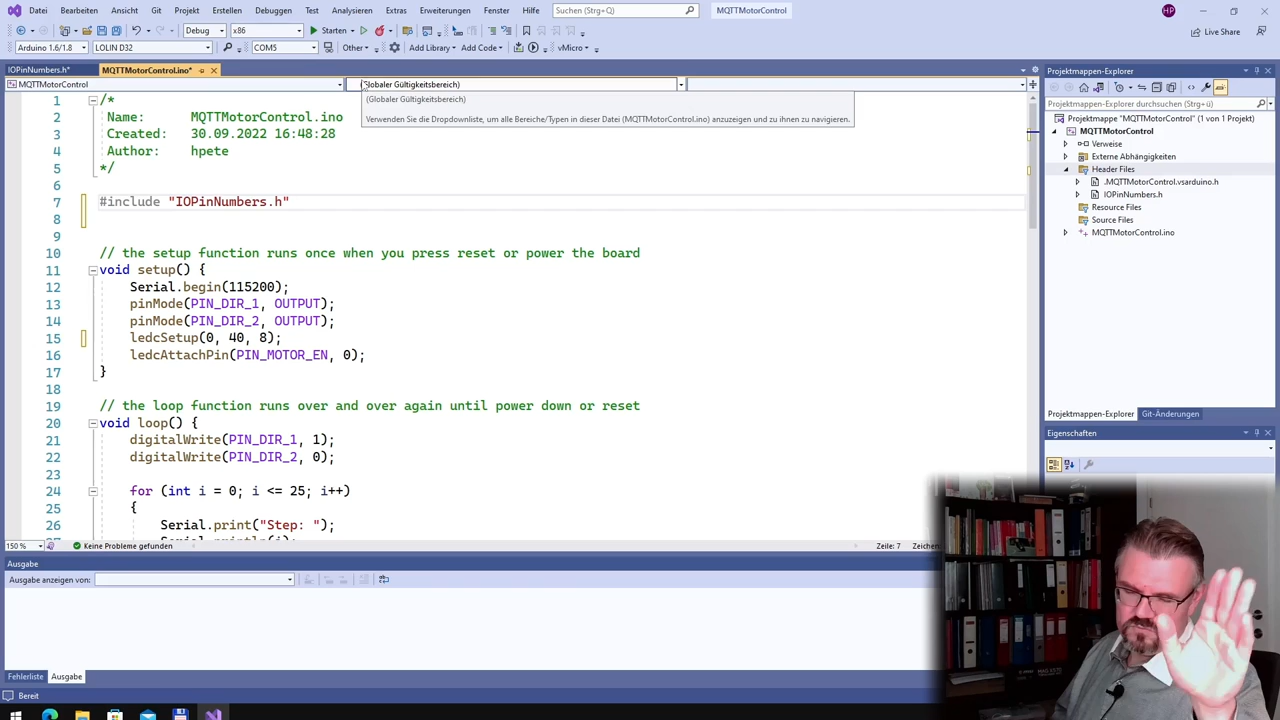 Datei Bearbeiten Ansicht Git Projekt Erstellen Debuggen Test Analysieren Extras Erweiterungen Fenster Hilfe Suchen (Strg+Q) MQTTMotorControl HP
Debug x86 Starten Live Share
Arduino 1.6/1.8 LOLIN D32 COM5 Other Add Library Add Code vMicro
IOPinNumbers.h* MQTTMotorControl.ino*
MQTTMotorControl (Globaler Gültigkeitsbereich)
(Globaler Gültigkeitsbereich)
Verwenden Sie die Dropdownliste, um alle Bereiche/Typen in dieser Datei (MQTTMotorControl.ino) anzuzeigen und zu ihnen zu navigieren.
1 /*
2 Name: MQTTMotorControl.ino
3 Created: 30.09.2022 16:48:28
4 Author: hpete
5 */
6
7 #include "IOPinNumbers.h"
8
9
10 // the setup function runs once when you press reset or power the board
11 void setup() {
12 Serial.begin(115200);
13 pinMode(PIN_DIR_1, OUTPUT);
14 pinMode(PIN_DIR_2, OUTPUT);
15 ledcSetup(0, 40, 8);
16 ledcAttachPin(PIN_MOTOR_EN, 0);
17 }
18
19 // the loop function runs over and over again until power down or reset
20 void loop() {
21 digitalWrite(PIN_DIR_1, 1);
22 digitalWrite(PIN_DIR_2, 0);
23
24 for (int i = 0; i <= 25; i++)
25 {
26 Serial.print("Step: ");
150 % Keine Probleme gefunden Zeile: 7 Zeichen
Ausgabe
Ausgabe anzeigen von:
Fehlerliste Ausgabe
Bereit
Projektmappen-Explorer
Projektmappen-Explorer durchsuchen (Strg+ü)
Projektmappe "MQTTMotorControl" (1 von 1 Projekt)
MQTTMotorControl
Verweise
Externe Abhängigkeiten
Header Files
.MQTTMotorControl.vsarduino.h
IOPinNumbers.h
Resource Files
Source Files
MQTTMotorControl.ino
Projektmappen-Explorer Git-Änderungen
Eigenschaften